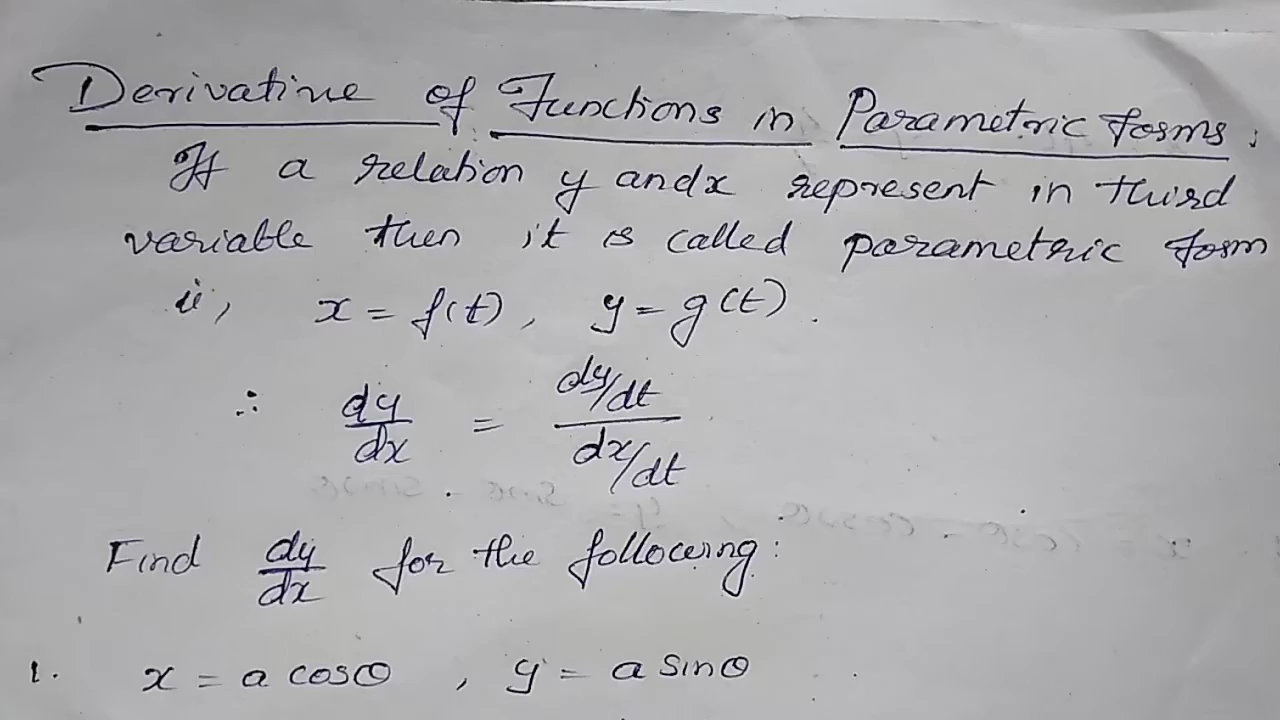 Derivative of Functions in Parametric forms:
If a relation y and x represent in third
variable then it is called parametric form
ie, x = f(t), y = g(t).
∴ dy/dx = (dy/dt)/(dx/dt)
Find dy/dx for the following:
1. x = a cosθ , y = a sinθ